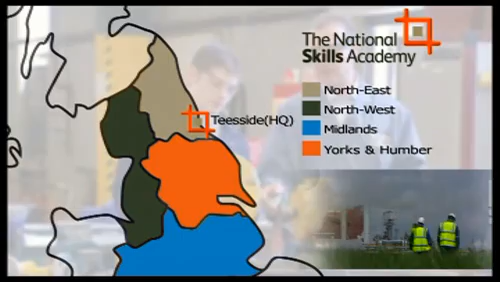 The National
Skills Academy
North-East
North-West
Midlands
Yorks & Humber
Teesside(HQ)